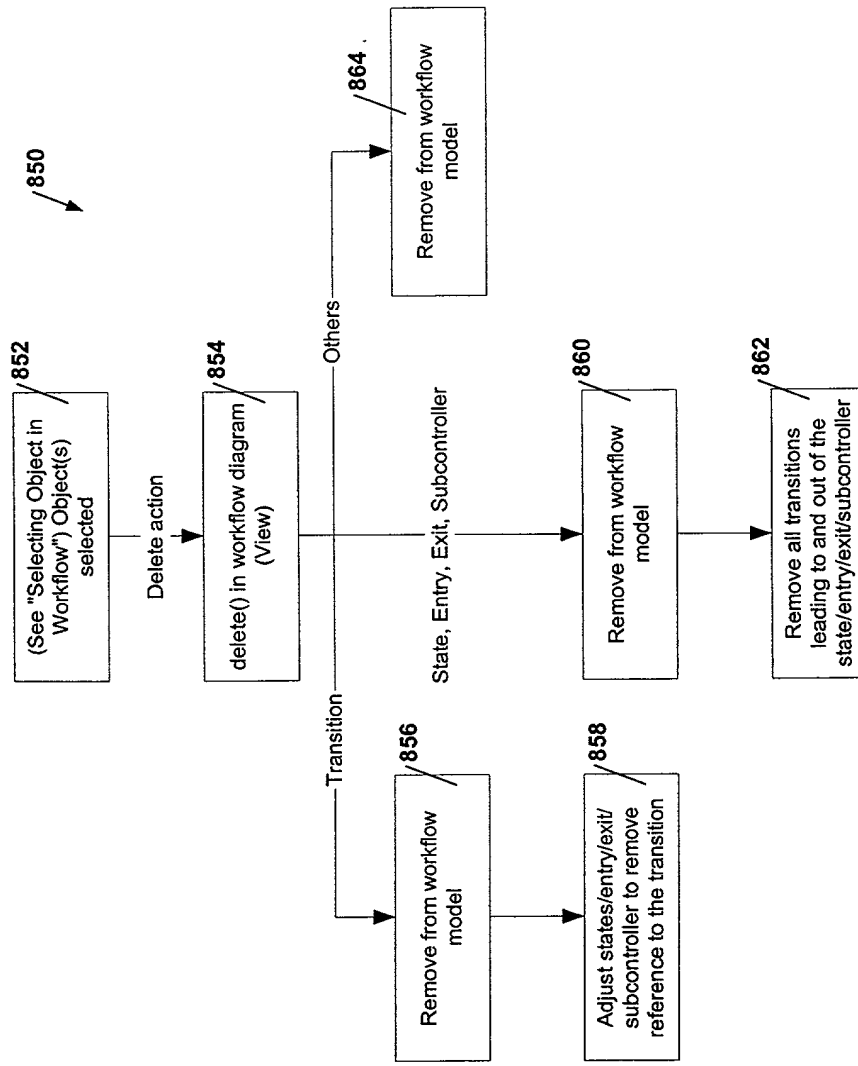 850
852
(See "Selecting Object in
Workflow") Object(s)
selected
Delete action
854
delete() in workflow diagram
(View)
Transition
State, Entry, Exit, Subcontroller
Others
856
Remove from workflow
model
858
Adjust states/entry/exit/
subcontroller to remove
reference to the transition
860
Remove from workflow
model
862
Remove all transitions
leading to and out of the
state/entry/exit/subcontroller
864
Remove from workflow
model